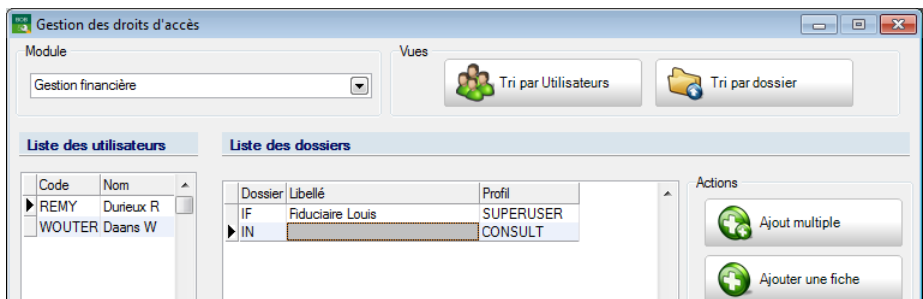 BOB Gestion des droits d'accès
Module
Vues
Gestion financière
Tri par Utilisateurs
Tri par dossier
Liste des utilisateurs
Liste des dossiers
Code Nom
REMY Durieux R
WOUTER Daans W
Dossier Libellé Profil
IF Fiduciaire Louis SUPERUSER
IN CONSULT
Actions
Ajout multiple
Ajouter une fiche